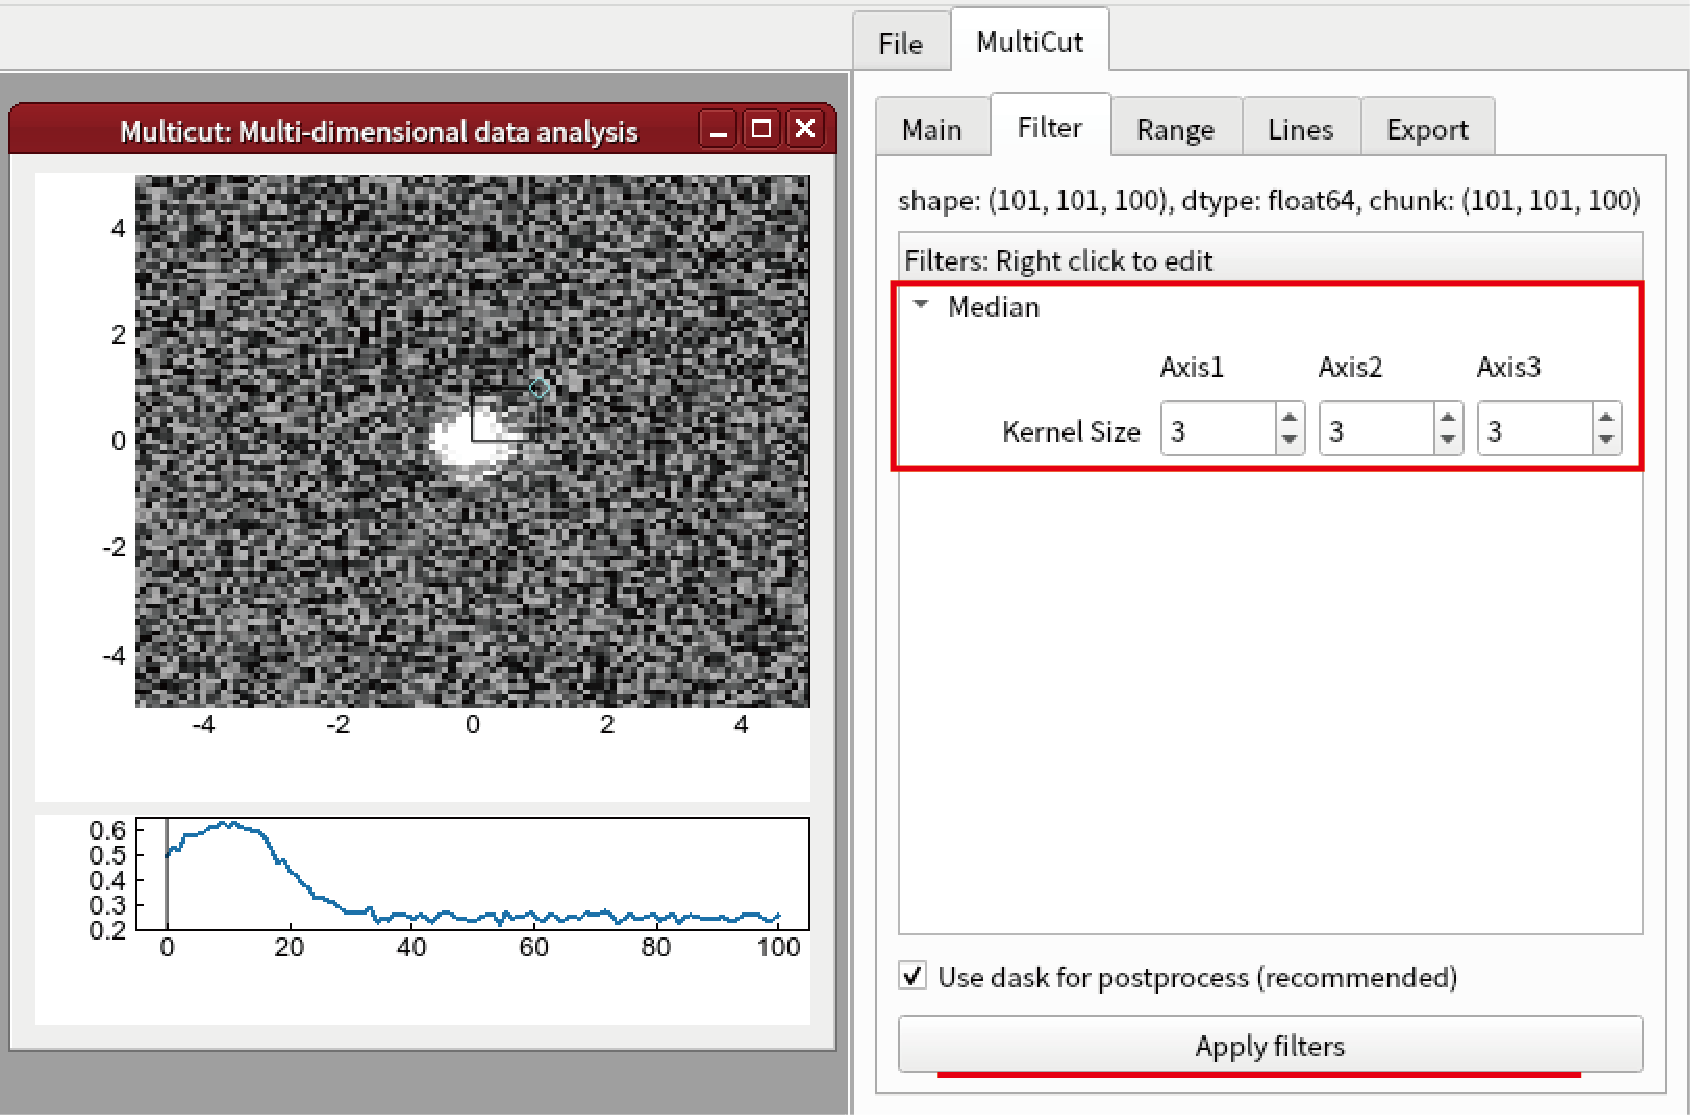 File
MultiCut
Multicut: Multi-dimensional data analysis
4
2
0
-2
-4
-4
-2
0
2
4
0.6
0.5
0.4
0.3
0.2
0
20
40
60
80
100
Main
Filter
Range
Lines
Export
shape: (101, 101, 100), dtype: float64, chunk: (101, 101, 100)
Filters: Right click to edit
Median
Axis1
Axis2
Axis3
Kernel Size
3
3
3
Use dask for postprocess (recommended)
Apply filters